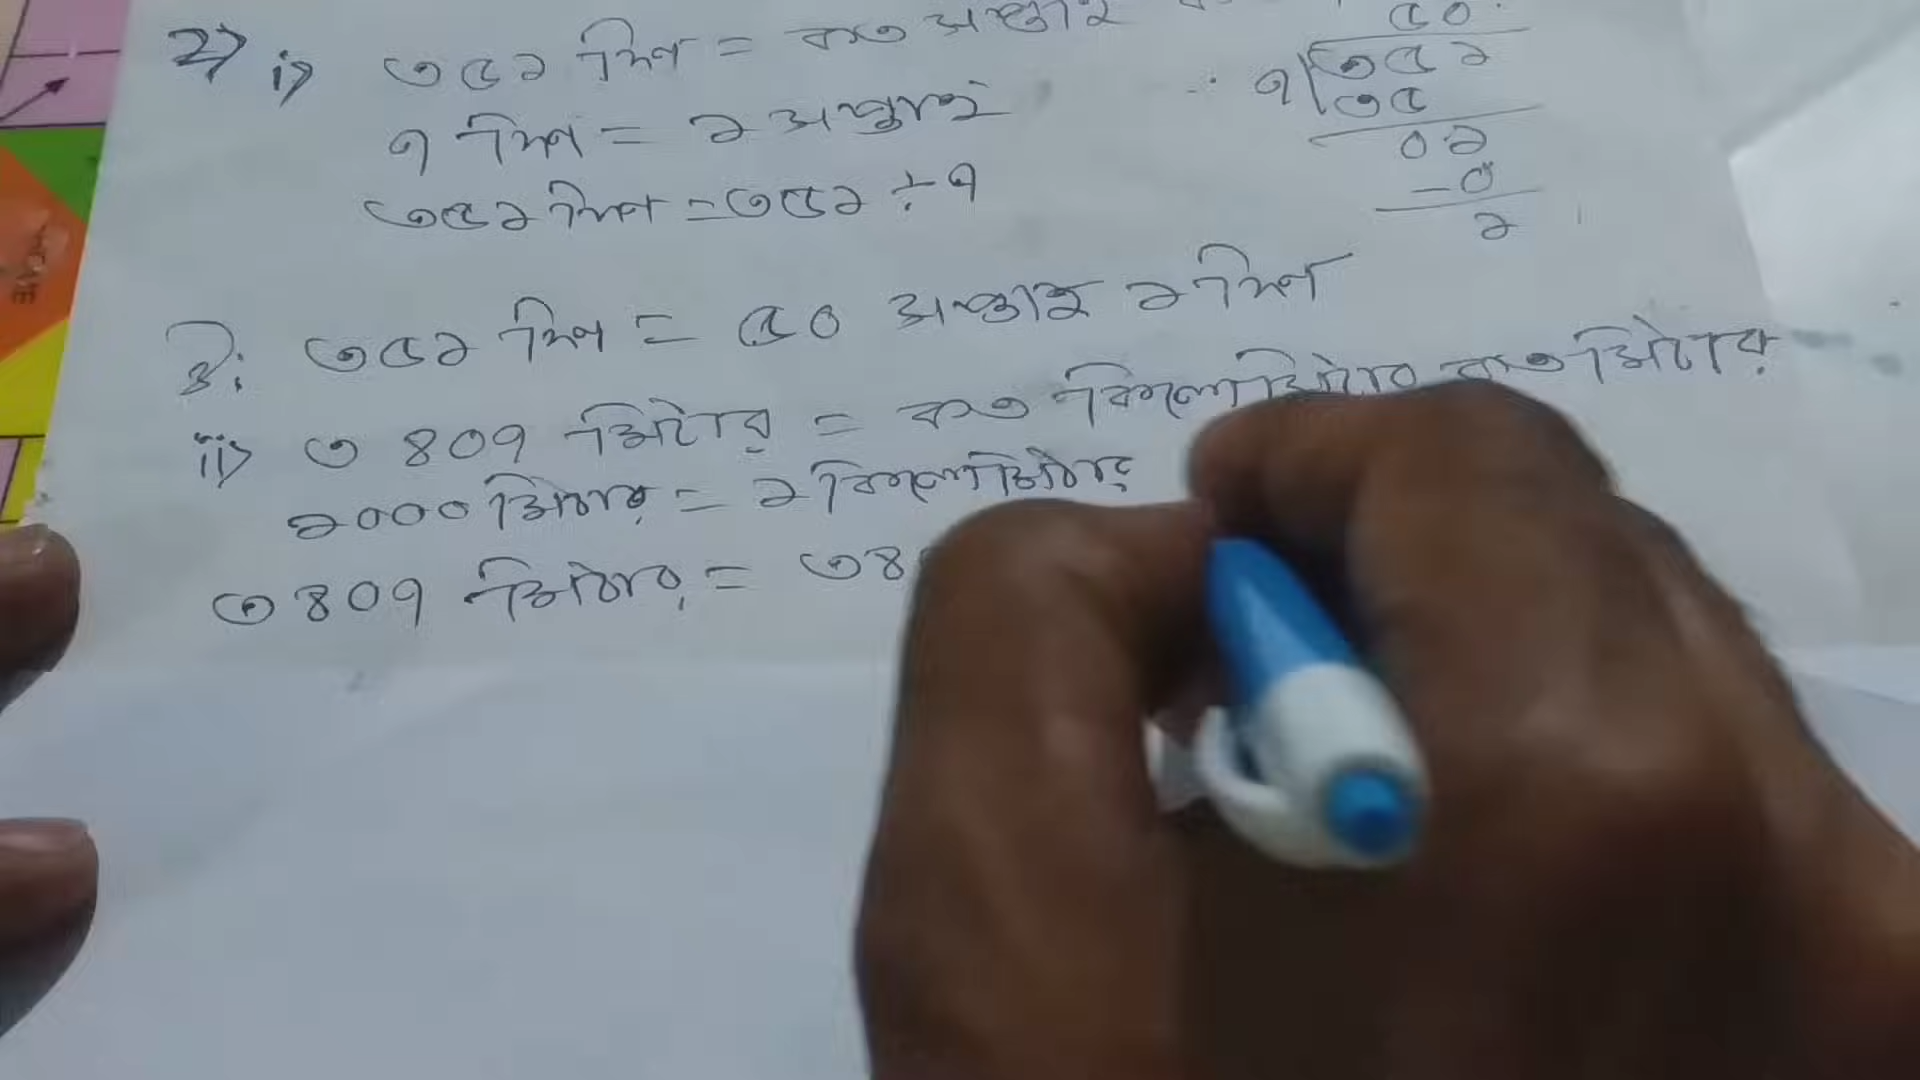 2) i) ৩৫১ দিন = কত সপ্তাহ
৭ দিন = ১ সপ্তাহ
৩৫১ দিন = ৩৫১ ÷ ৭
৫০
৭ ৩৫১
৩৫
০১
-০
১
৩৫১ দিন = ৫০ সপ্তাহ ১ দিন
ii) ৩৪০৭ মিটার = কত কিলোমিটার কত মিটার
১০০০ মিটার = ১ কিলোমিটার
৩৪০৭ মিটার = ৩৪